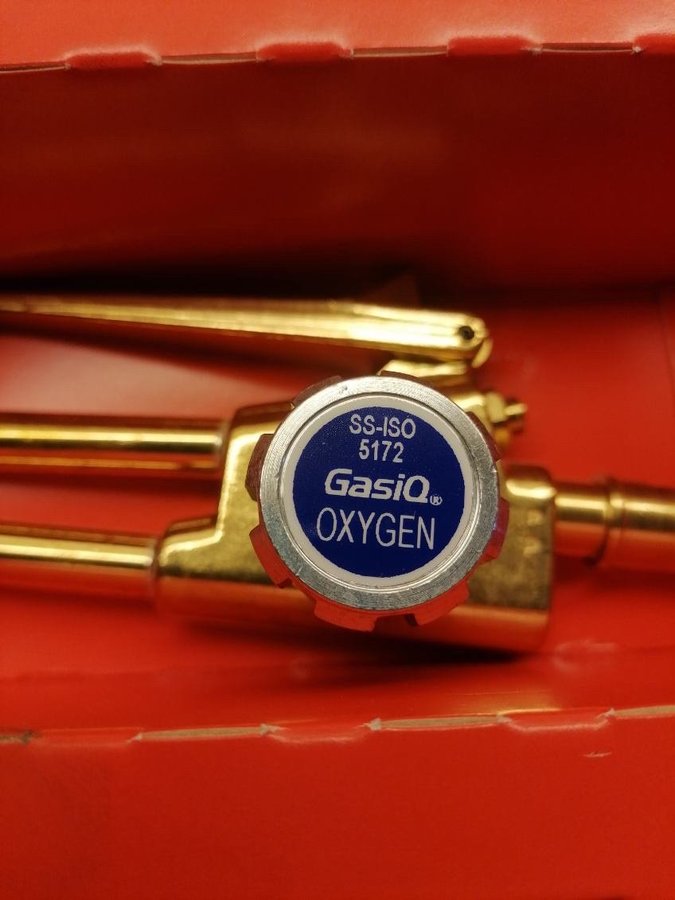 SS-ISO
5172
GasiQ®
OXYGEN